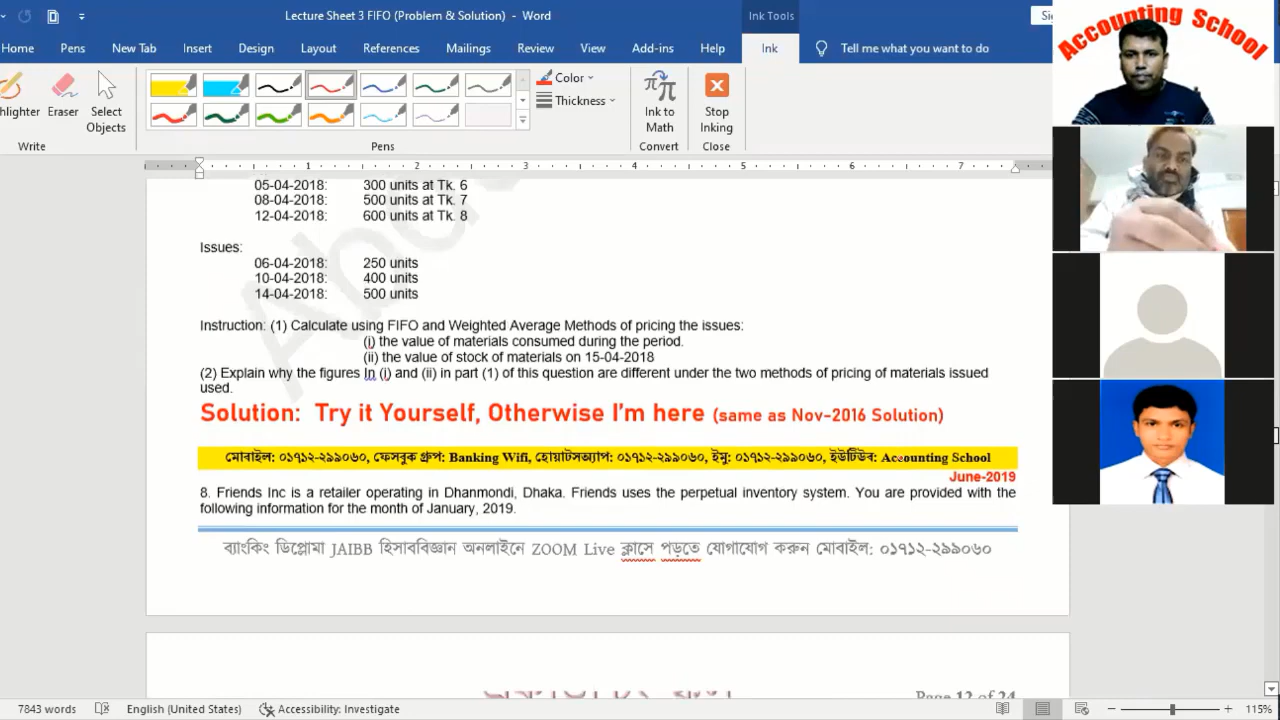 Lecture Sheet 3 FIFO (Problem & Solution) - Word
Ink Tools
Home Pens New Tab Insert Design Layout References Mailings Review View Add-ins Help Ink Tell me what you want to do
Eraser
Select Objects
Write
Pens
Color
Thickness
Ink to Math
Convert
Stop Inking
Close
Accounting School
1 2 3 4 5 6 7
05-04-2018: 300 units at Tk. 6
08-04-2018: 500 units at Tk. 7
12-04-2018: 600 units at Tk. 8
Issues:
06-04-2018: 250 units
10-04-2018: 400 units
14-04-2018: 500 units
Instruction: (1) Calculate using FIFO and Weighted Average Methods of pricing the issues:
(i) the value of materials consumed during the period.
(ii) the value of stock of materials on 15-04-2018
(2) Explain why the figures In (i) and (ii) in part (1) of this question are different under the two methods of pricing of materials issued
used.
Solution: Try it Yourself, Otherwise I'm here (same as Nov-2016 Solution)
মোবাইল: ০১৭১২-২৯৯০৬০, ফেসবুক গ্রুপ: Banking Wifi, হোয়াটসঅ্যাপ: ০১৭১২-২৯৯০৬০, ইমু: ০১৭১২-২৯৯০৬০, ইউটিউব: Accounting School
June-2019
8. Friends Inc is a retailer operating in Dhanmondi, Dhaka. Friends uses the perpetual inventory system. You are provided with the
following information for the month of January, 2019.
ব্যাংকিং ডিপ্লোমা JAIBB হিসাববিজ্ঞান অনলাইনে ZOOM Live ক্লাসে পড়তে যোগাযোগ করুন মোবাইল: ০১৭১২-২৯৯০৬০
Page 12 of 24
7843 words English (United States) Accessibility: Investigate 115%